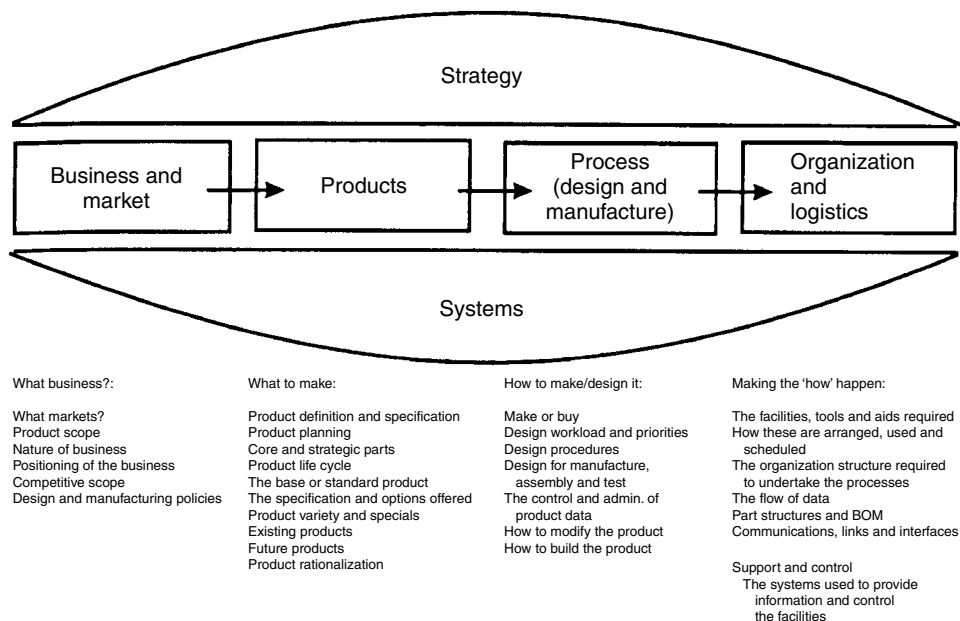 Strategy
Business and
market
Products
Process
(design and
manufacture)
Organization
and
logistics
Systems
What business?:
What markets?
Product scope
Nature of business
Positioning of the business
Competitive scope
Design and manufacturing policies
What to make:
Product definition and specification
Product planning
Core and strategic parts
Product life cycle
The base or standard product
The specification and options offered
Product variety and specials
Existing products
Future products
Product rationalization
How to make/design it:
Make or buy
Design workload and priorities
Design procedures
Design for manufacture,
assembly and test
The control and admin. of
product data
How to modify the product
How to build the product
Making the ‘how’ happen:
The facilities, tools and aids required
How these are arranged, used and
scheduled
The organization structure required
to undertake the processes
The flow of data
Part structures and BOM
Communications, links and interfaces
Support and control
The systems used to provide
information and control
the facilities